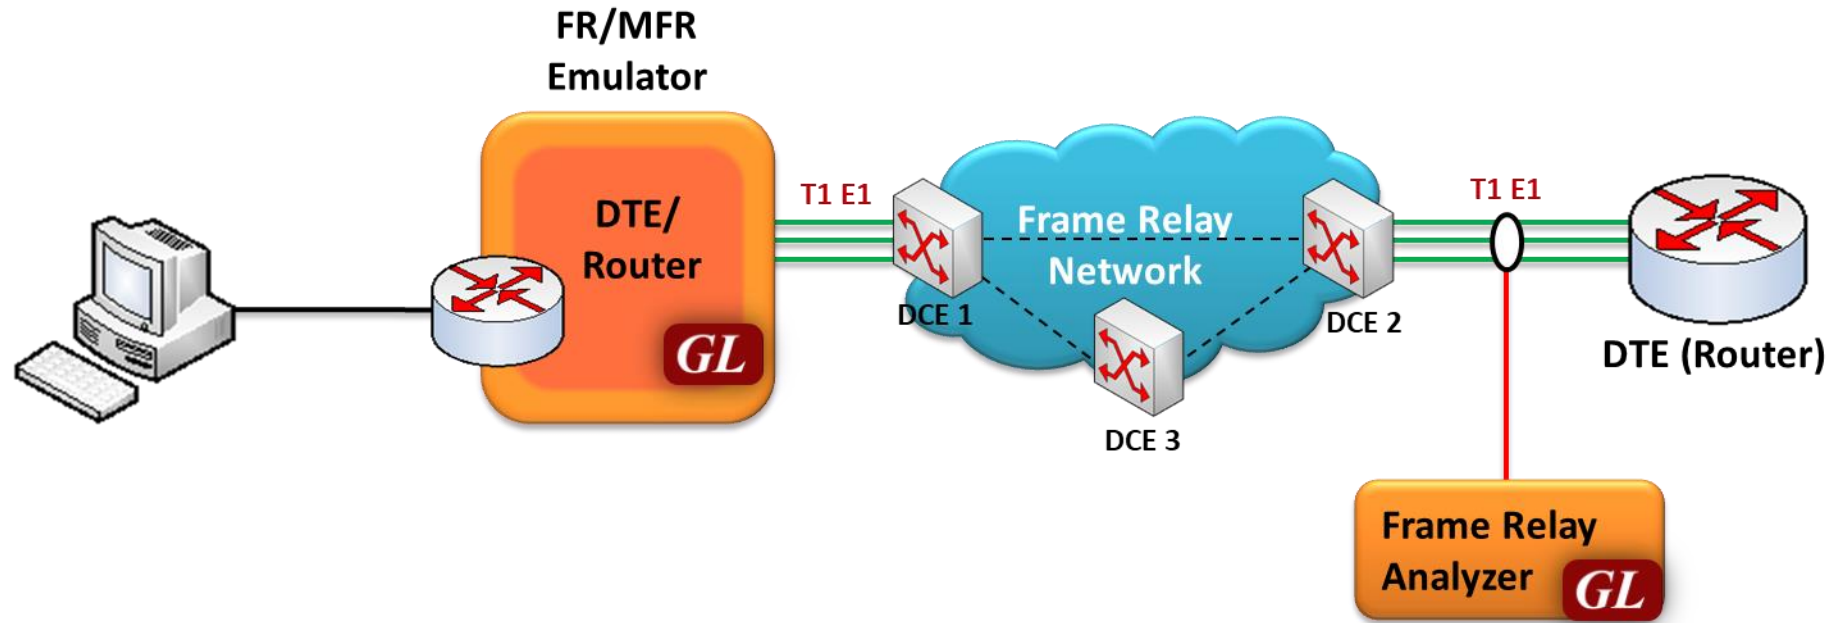 FR/MFR
Emulator
DTE/
Router
GL
T1 E1
DCE 1
Frame Relay
Network
DCE 3
DCE 2
T1 E1
DTE (Router)
Frame Relay
Analyzer
GL